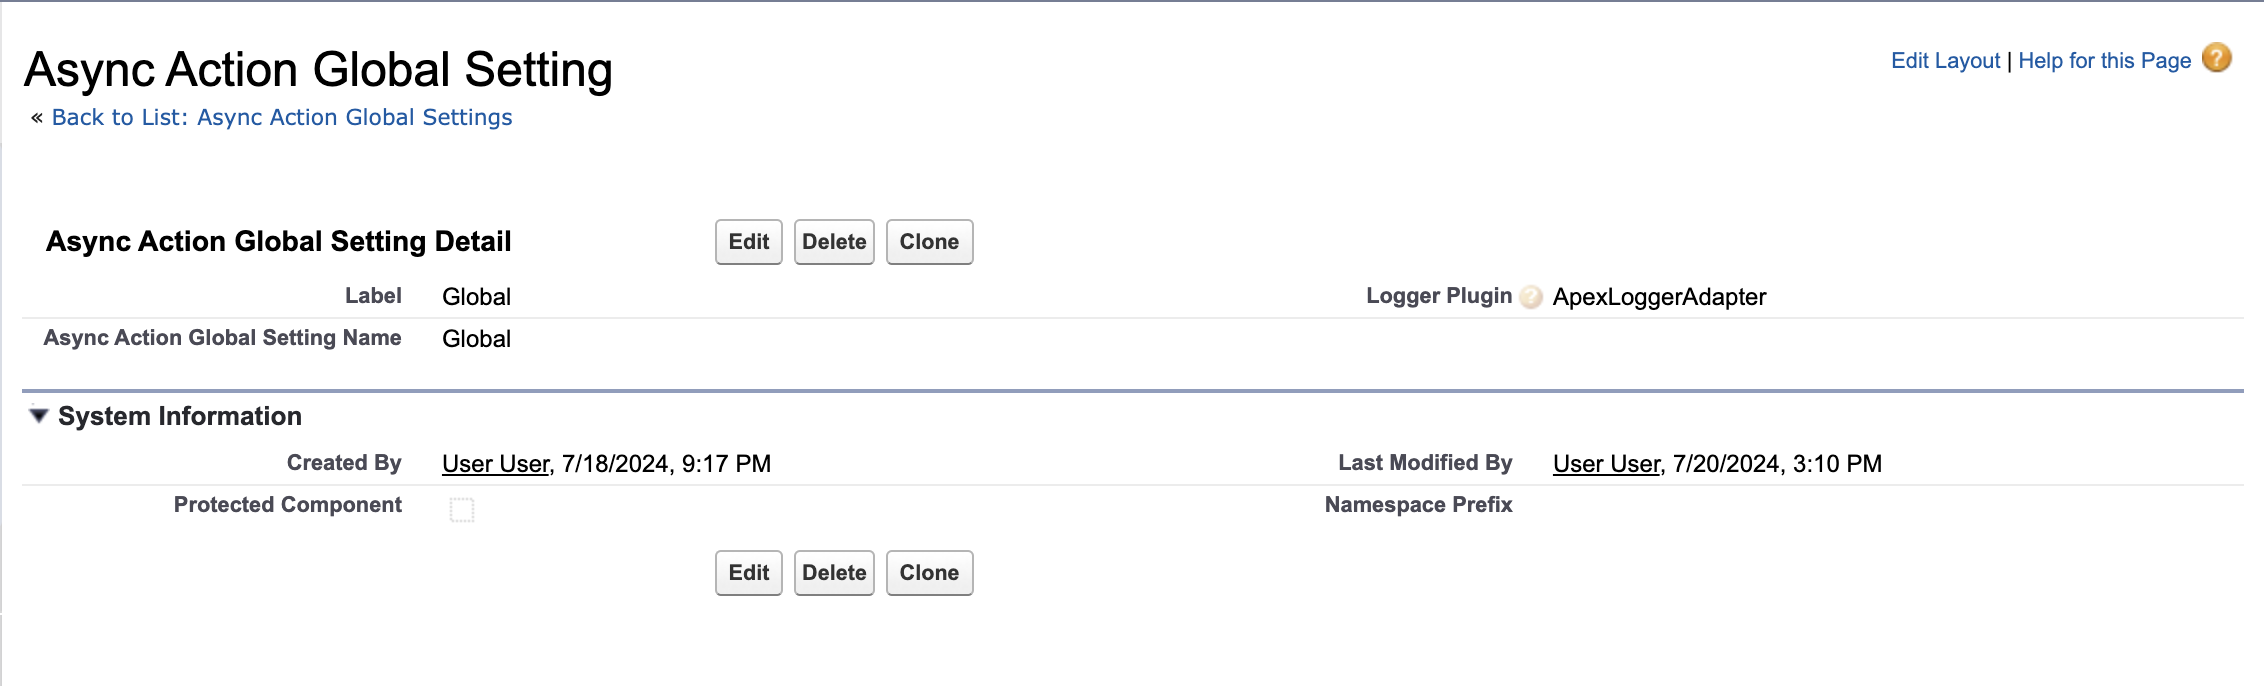 Async Action Global Setting
Edit Layout | Help for this Page ?
« Back to List: Async Action Global Settings
Async Action Global Setting Detail
Edit Delete Clone
Label Global
Logger Plugin ? ApexLoggerAdapter
Async Action Global Setting Name Global
System Information
Created By User User, 7/18/2024, 9:17 PM
Last Modified By User User, 7/20/2024, 3:10 PM
Protected Component
Namespace Prefix
Edit Delete Clone